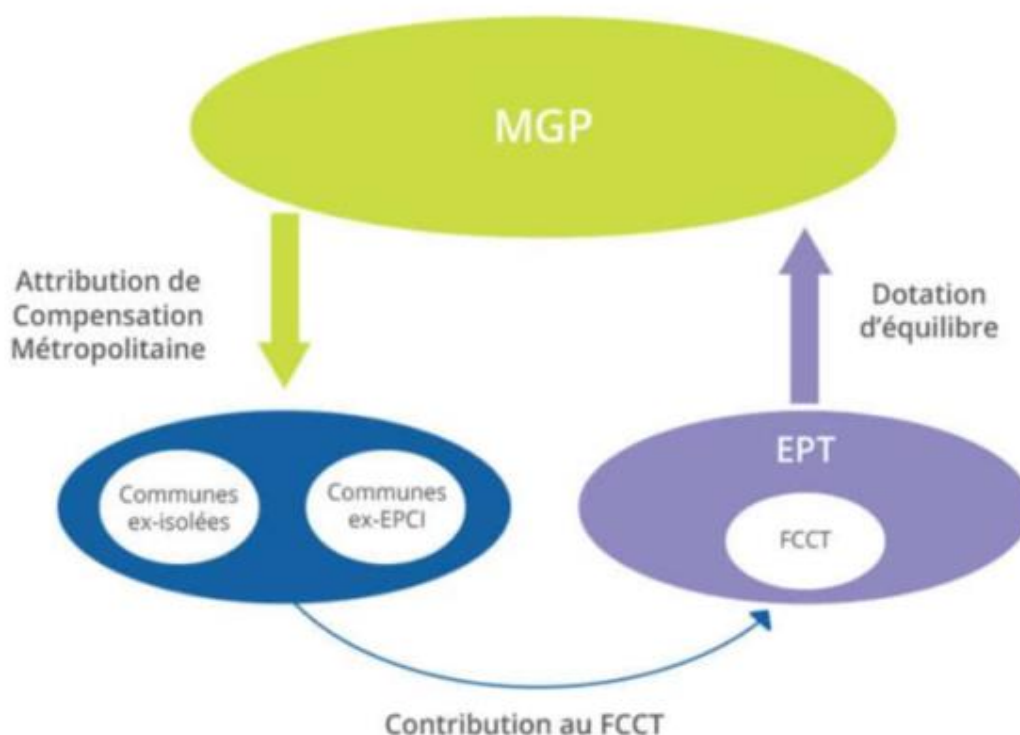 MGP
Attribution de
Compensation
Métropolitaine
Dotation
d'équilibre
Communes
ex-isolées
Communes
ex-EPCI
EPT
FCCT
Contribution au FCCT